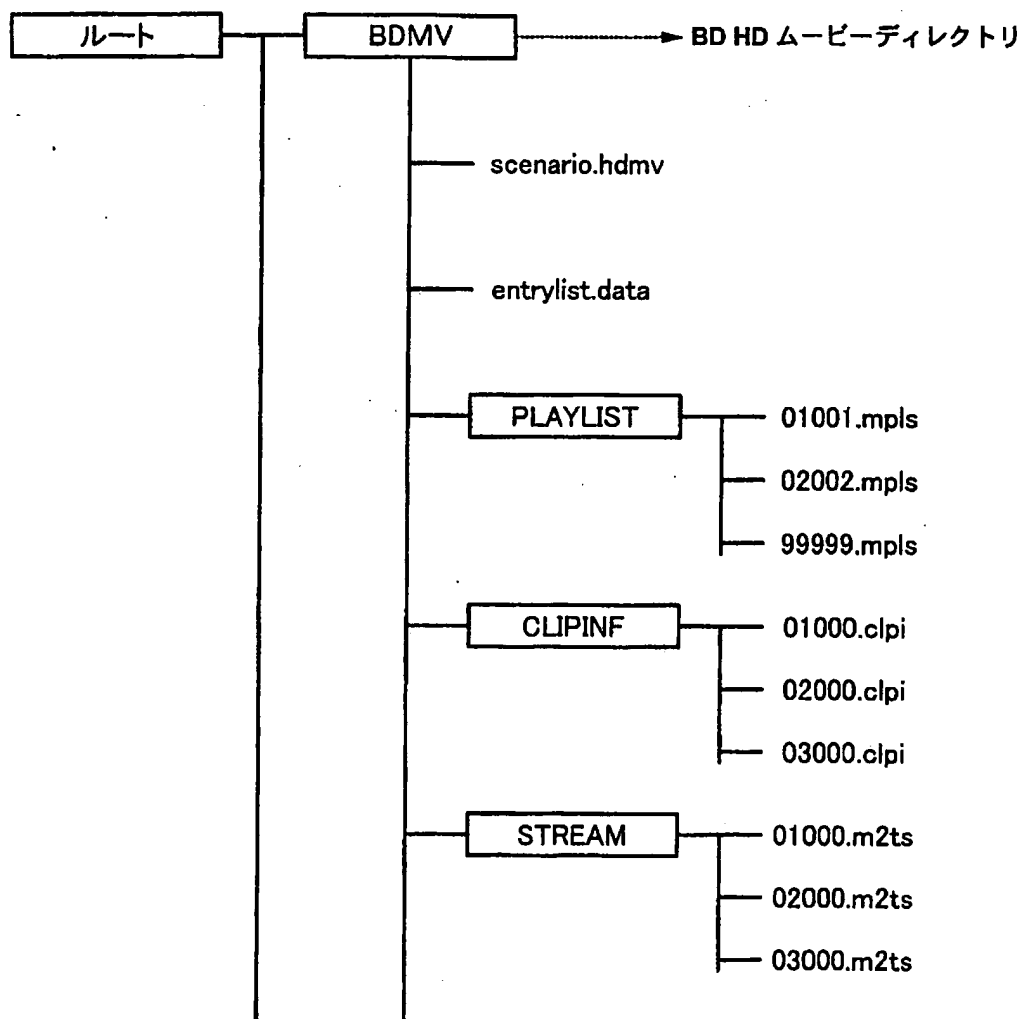 ルート
BDMV
BD HD ムービーディレクトリ
scenario.hdmv
entrylist.data
PLAYLIST
01001.mpls
02002.mpls
99999.mpls
CLIPINF
01000.clpi
02000.clpi
03000.clpi
STREAM
01000.m2ts
02000.m2ts
03000.m2ts